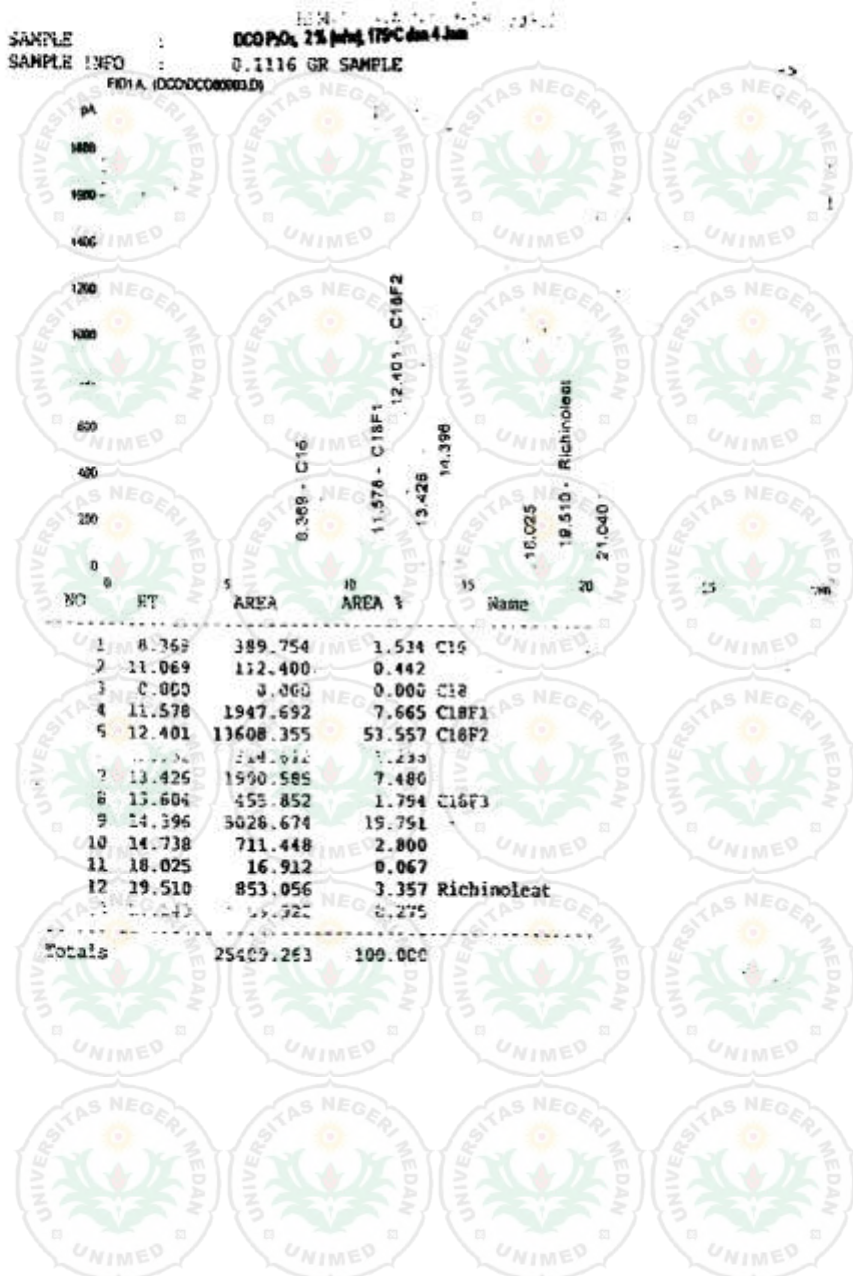 SAMPLE : DCO P₂O₅, 2% (w/w), 175°C dan 4 Jam
SAMPLE INFO : 0.1116 GR SAMPLE
FID1 A, (DCO\DCO00003.D)
pA
1400
1200
1000
600
400
200
0
8.369 - C16
11.578 - C18F1
12.401 - C18F2
13.426
14.396
18.025
19.510 - Richinoleat
21.040
0 5 10 15 20
NO RT AREA AREA % Name
1 8.369 389.754 1.534 C16
2 11.069 112.400 0.442
3 0.000 0.000 0.000 C18
4 11.578 1947.692 7.665 C18F1
5 12.401 13608.355 53.557 C18F2
7 13.426 1900.585 7.480
8 13.604 455.852 1.794 C18F3
9 14.396 5028.674 19.791
10 14.738 711.448 2.800
11 18.025 16.912 0.067
12 19.510 853.056 3.357 Richinoleat
Totals 25409.263 100.000
UNIVERSITAS NEGERI MEDAN
UNIMED